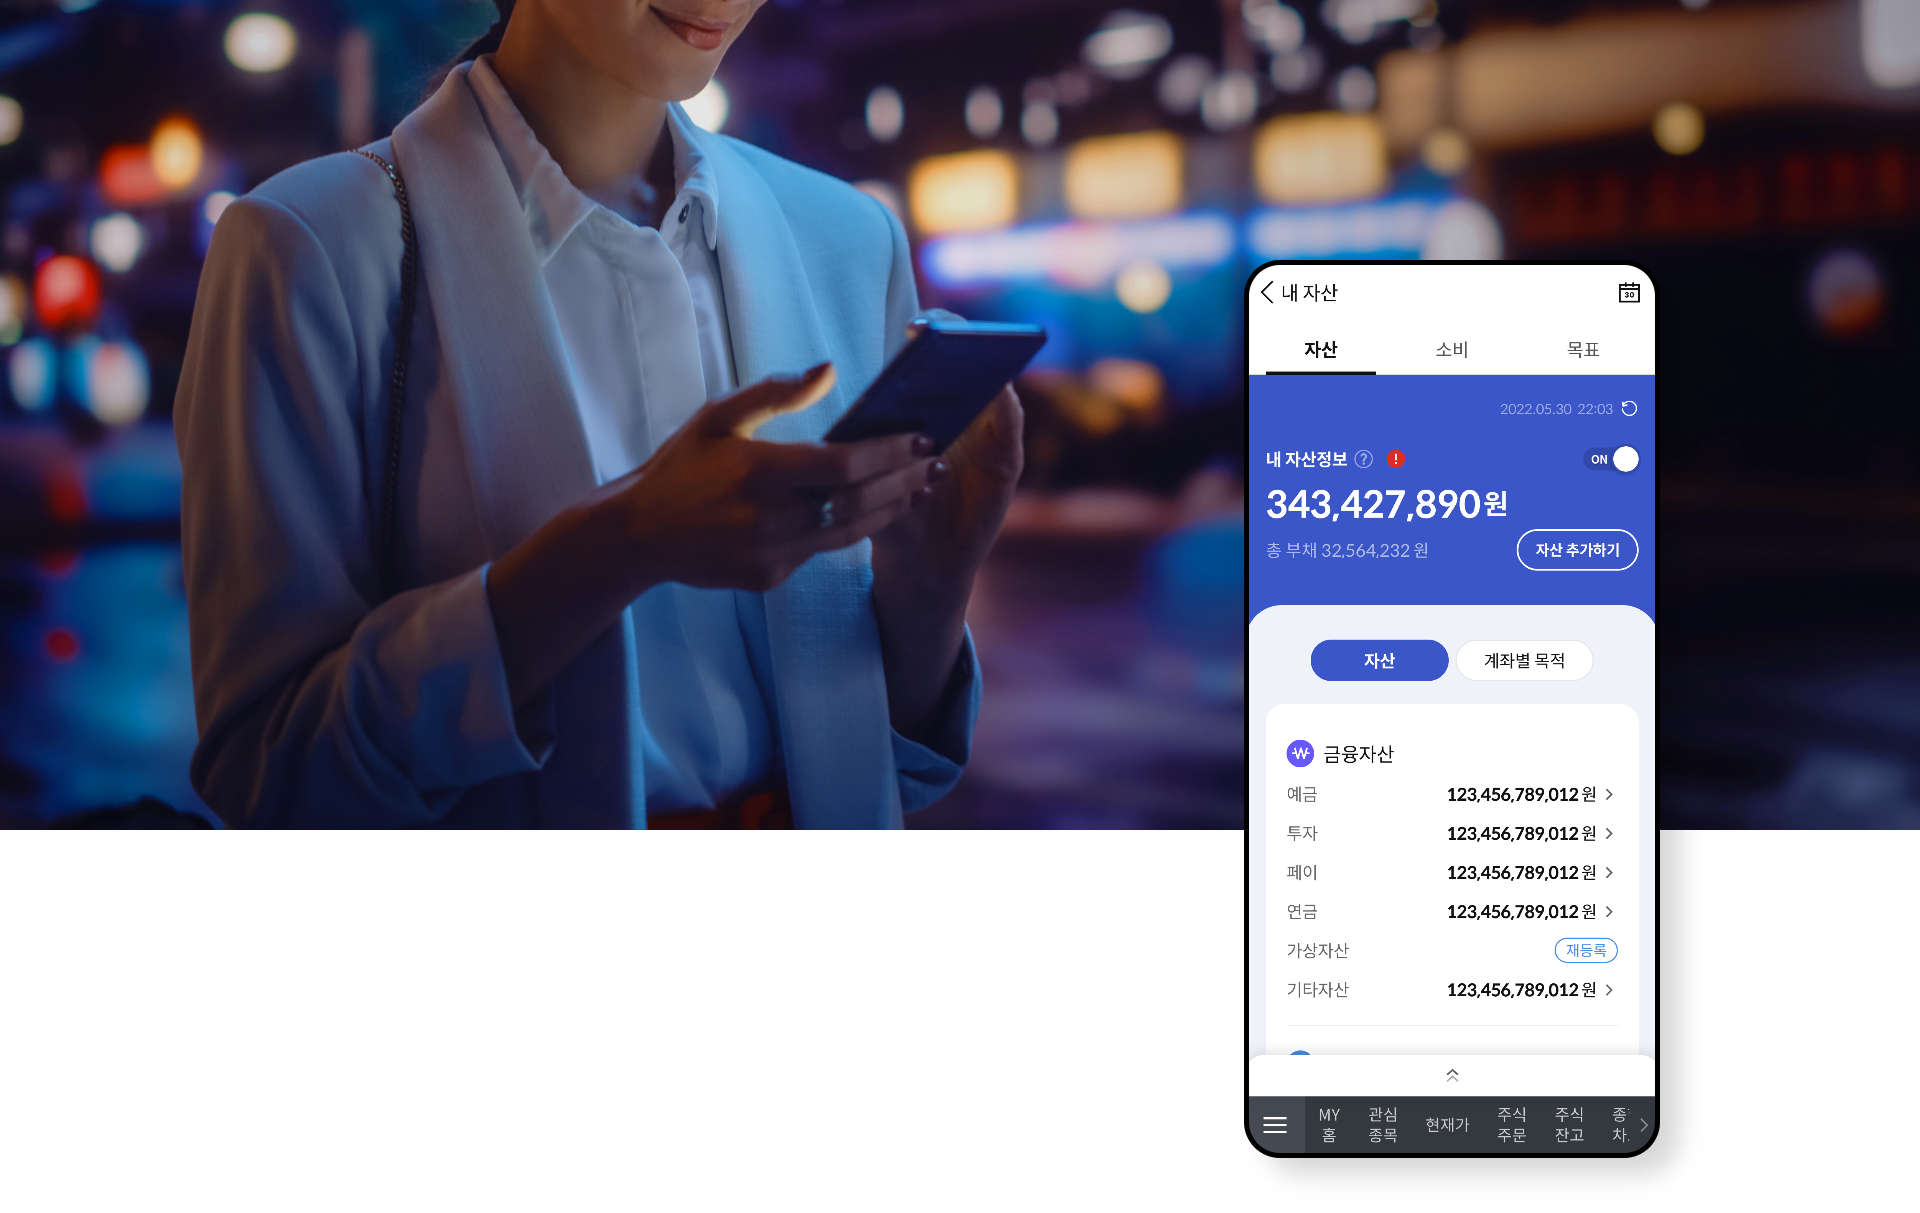 내 자산
30
자산 소비 목표
2022.05.30 22:03
내 자산정보 ? ! ON
343,427,890원
총 부채 32,564,232 원
자산 추가하기
자산 계좌별 목적
₩ 금융자산
예금 123,456,789,012 원
투자 123,456,789,012 원
페이 123,456,789,012 원
연금 123,456,789,012 원
가상자산 재등록
기타자산 123,456,789,012 원
MY 홈
관심 종목
현재가
주식 주문
주식 잔고